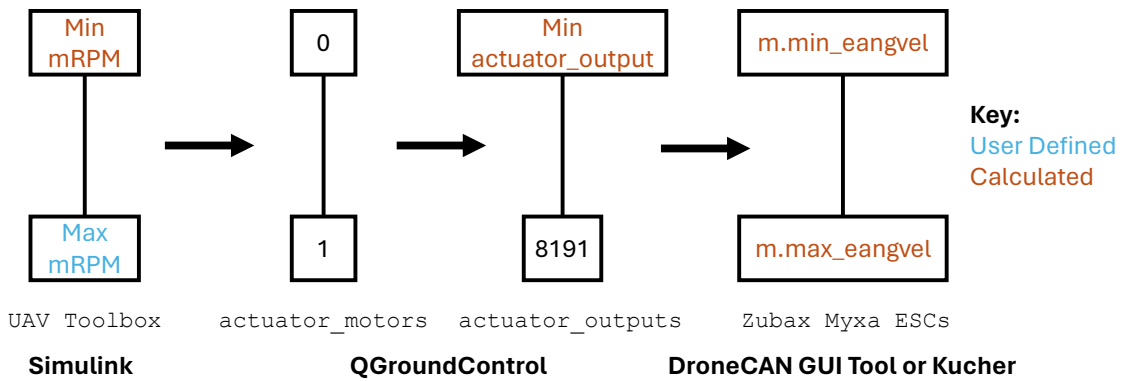 Min
mRPM
0
Min
actuator_output
m.min_eangvel
Key:
User Defined
Calculated
Max
mRPM
1
8191
m.max_eangvel
UAV Toolbox
actuator_motors
actuator_outputs
Zubax Myxa ESCs
Simulink
QGroundControl
DroneCAN GUI Tool or Kucher